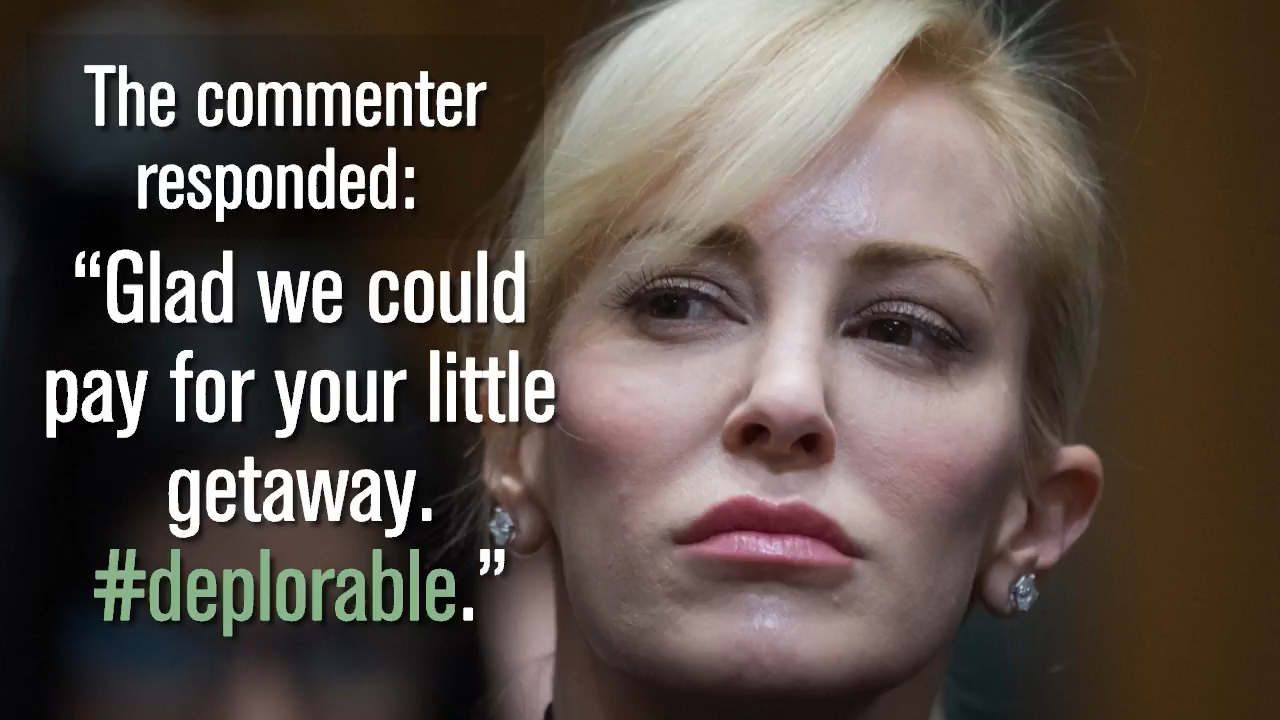 The commenter
responded:
“Glad we could
pay for your little
getaway.
#deplorable.”